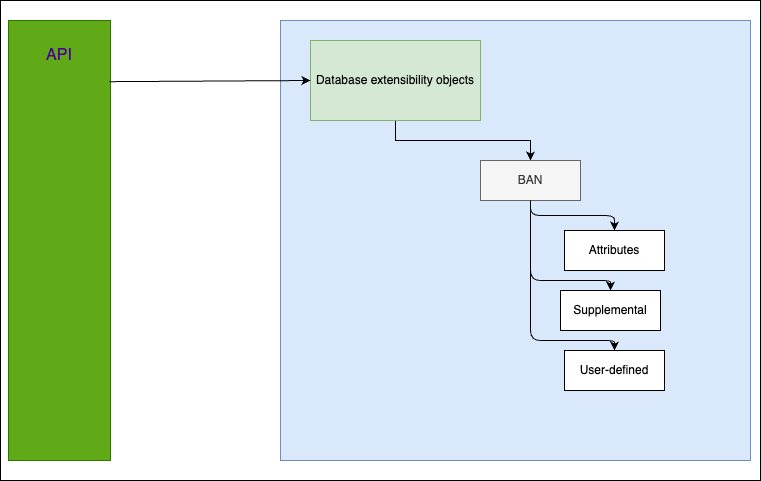 API
Database extensibility objects
BAN
Attributes
Supplemental
User-defined